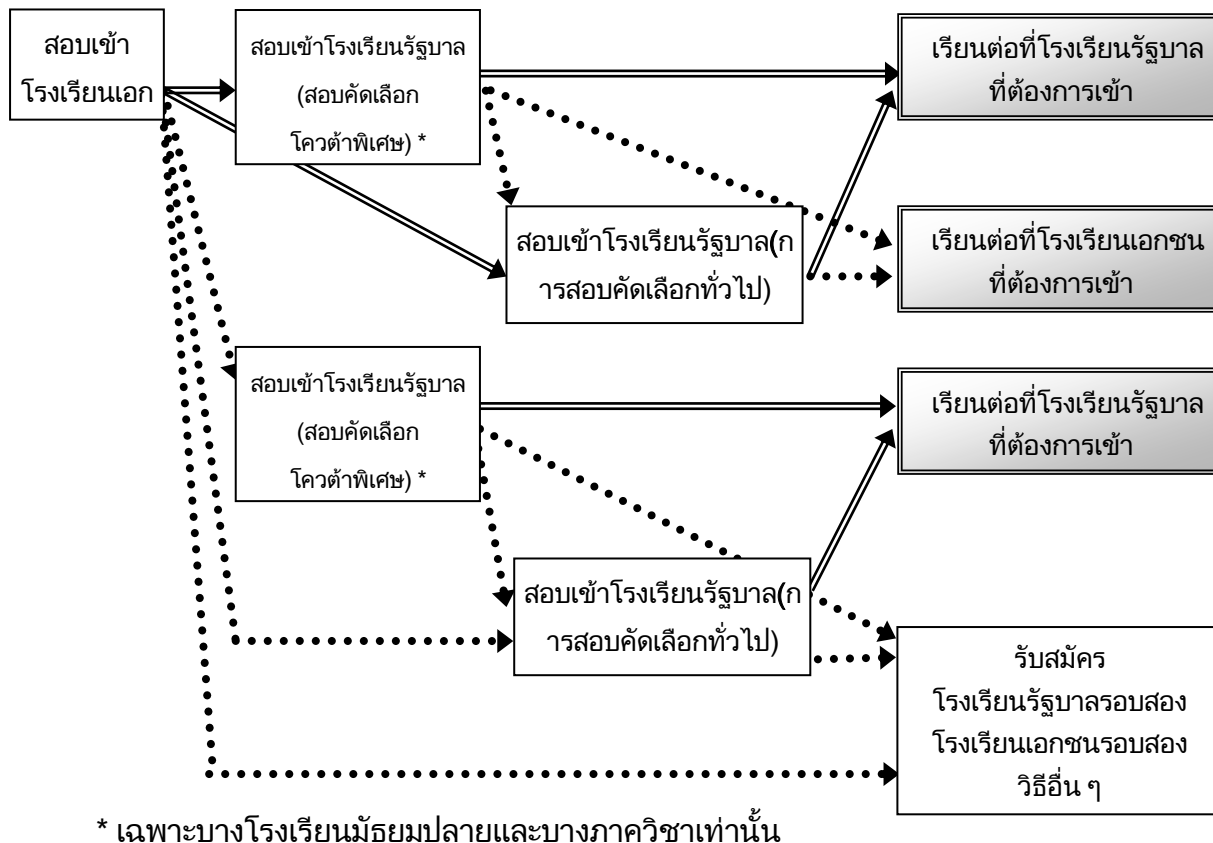 สอบเข้า
โรงเรียนเอก
สอบเข้าโรงเรียนรัฐบาล
(สอบคัดเลือก
โควต้าพิเศษ) *
เรียนต่อที่โรงเรียนรัฐบาล
ที่ต้องการเข้า
สอบเข้าโรงเรียนรัฐบาล(ก
ารสอบคัดเลือกทั่วไป)
เรียนต่อที่โรงเรียนเอกชน
ที่ต้องการเข้า
สอบเข้าโรงเรียนรัฐบาล
(สอบคัดเลือก
โควต้าพิเศษ) *
เรียนต่อที่โรงเรียนรัฐบาล
ที่ต้องการเข้า
สอบเข้าโรงเรียนรัฐบาล(ก
ารสอบคัดเลือกทั่วไป)
รับสมัคร
โรงเรียนรัฐบาลรอบสอง
โรงเรียนเอกชนรอบสอง
วิธีอื่น ๆ
* เฉพาะบางโรงเรียนมัธยมปลายและบางภาควิชาเท่านั้น